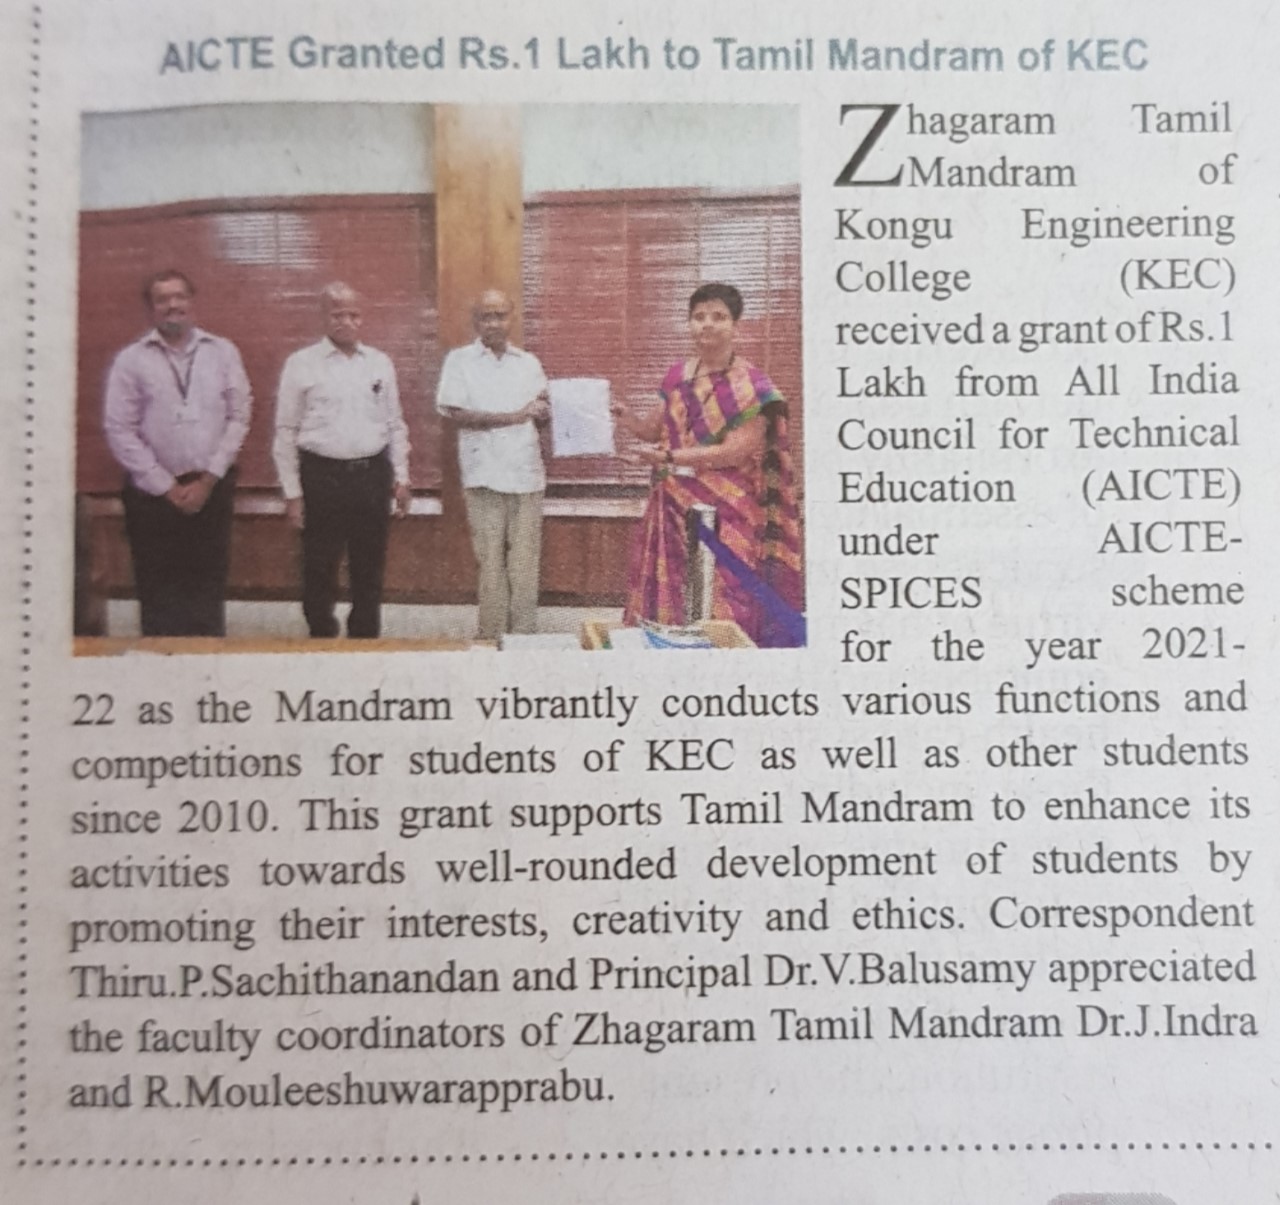 AICTE Granted Rs.1 Lakh to Tamil Mandram of KEC
Zhagaram Tamil
Mandram of
Kongu Engineering
College (KEC)
received a grant of Rs.1
Lakh from All India
Council for Technical
Education (AICTE)
under AICTE-
SPICES scheme
for the year 2021-
22 as the Mandram vibrantly conducts various functions and
competitions for students of KEC as well as other students
since 2010. This grant supports Tamil Mandram to enhance its
activities towards well-rounded development of students by
promoting their interests, creativity and ethics. Correspondent
Thiru.P.Sachithanandan and Principal Dr.V.Balusamy appreciated
the faculty coordinators of Zhagaram Tamil Mandram Dr.J.Indra
and R.Mouleeshuwarapprabu.